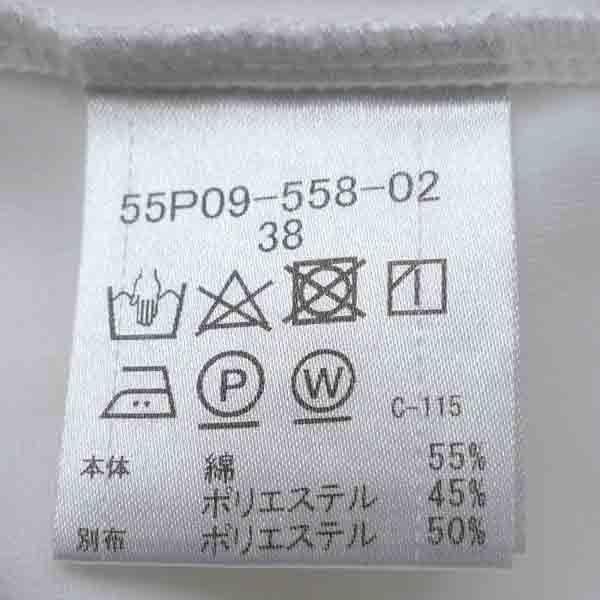 55P09-558-02
38
P W C-115
本体 綿 55%
ポリエステル 45%
別布 ポリエステル 50%